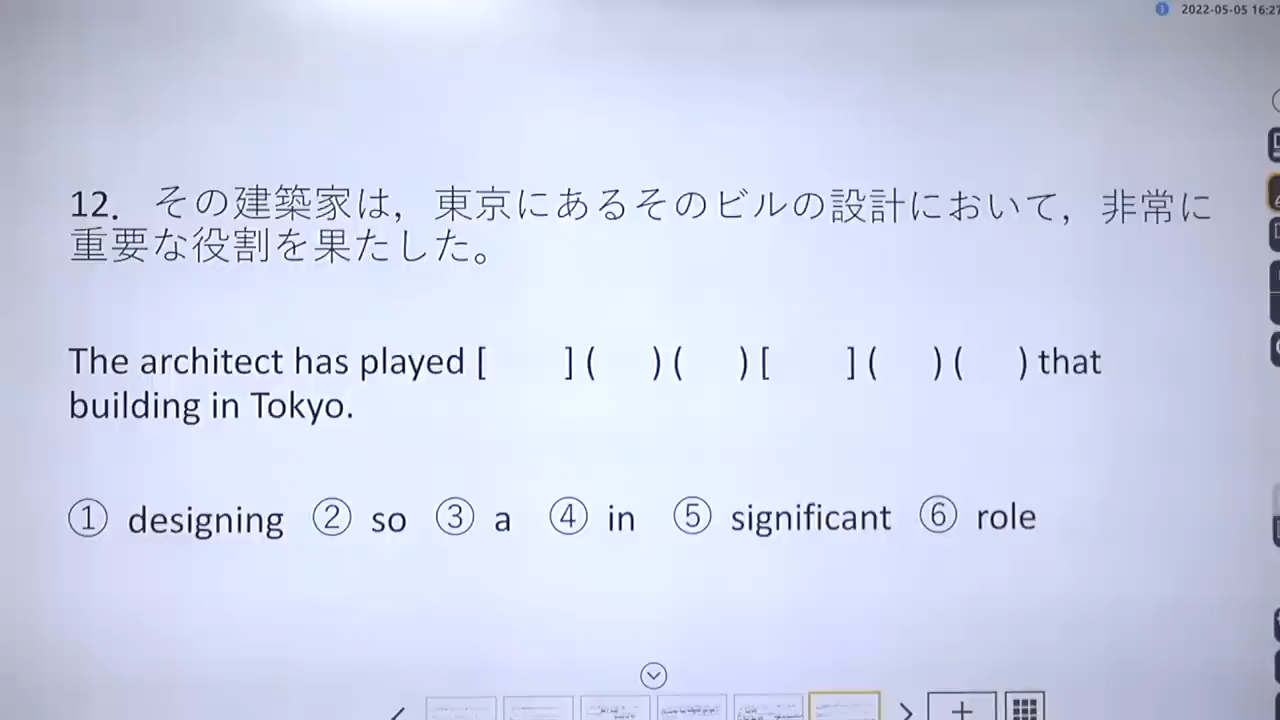 2022-05-05 16:27
12． その建築家は，東京にあるそのビルの設計において，非常に
重要な役割を果たした。
The architect has played [ ] ( ) ( ) [ ] ( ) ( ) that
building in Tokyo.
① designing ② so ③ a ④ in ⑤ significant ⑥ role